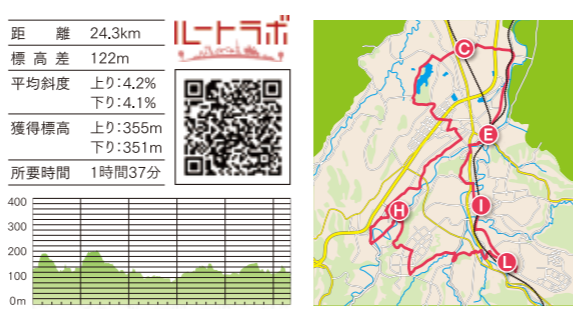 距離 24.3km
ルートラボ
標高差 122m
平均斜度 上り:4.2%
下り:4.1%
獲得標高 上り:355m
下り:351m
所要時間 1時間37分
400
300
200
100
0m
C
E
H
I
L